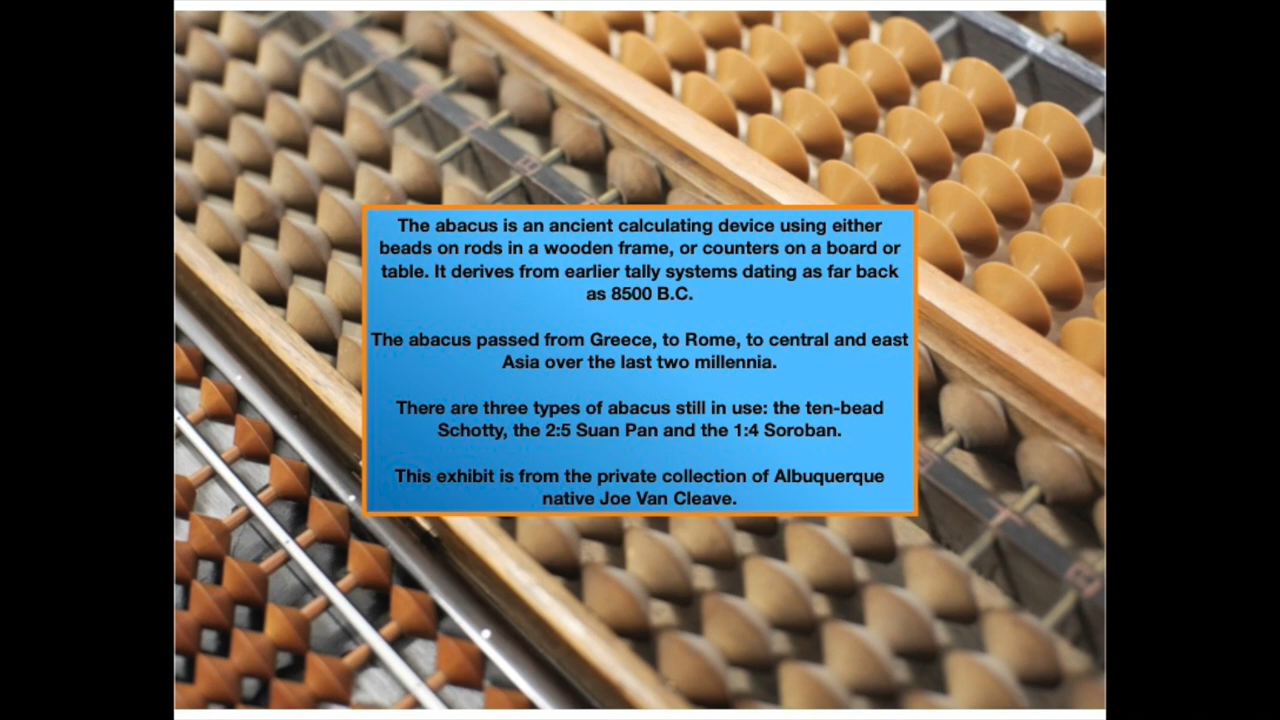 The abacus is an ancient calculating device using either
beads on rods in a wooden frame, or counters on a board or
table. It derives from earlier tally systems dating as far back
as 8500 B.C.
The abacus passed from Greece, to Rome, to central and east
Asia over the last two millennia.
There are three types of abacus still in use: the ten-bead
Schotty, the 2:5 Suan Pan and the 1:4 Soroban.
This exhibit is from the private collection of Albuquerque
native Joe Van Cleave.